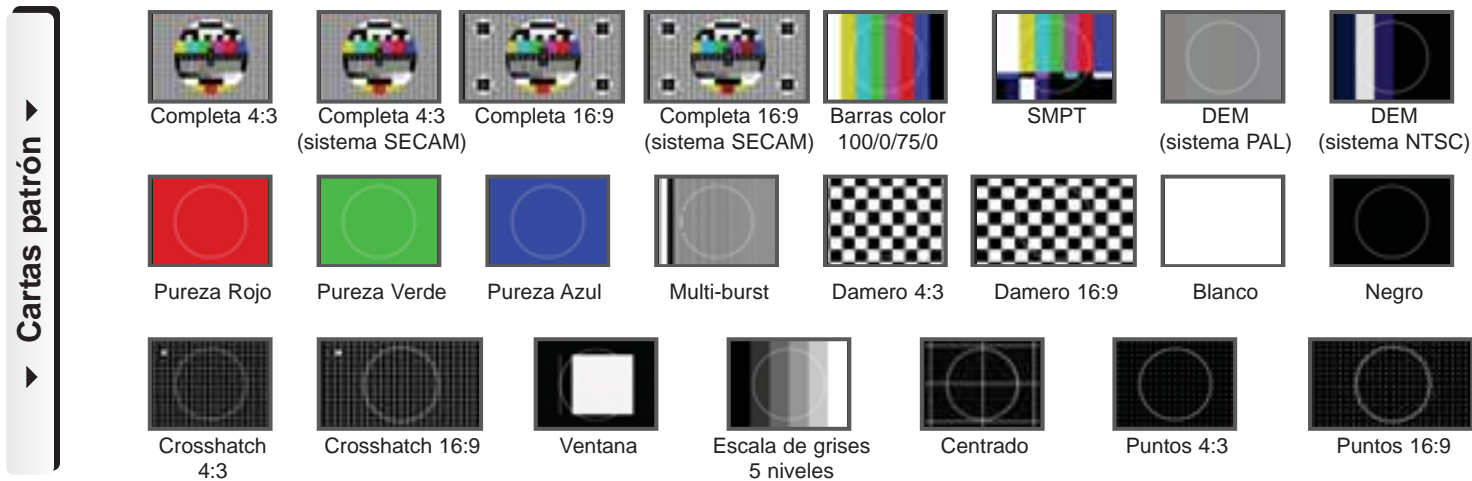 Cartas patrón
Completa 4:3
Completa 4:3
(sistema SECAM)
Completa 16:9
Completa 16:9
(sistema SECAM)
Barras color
100/0/75/0
SMPT
DEM
(sistema PAL)
DEM
(sistema NTSC)
Pureza Rojo
Pureza Verde
Pureza Azul
Multi-burst
Damero 4:3
Damero 16:9
Blanco
Negro
Crosshatch
4:3
Crosshatch 16:9
Ventana
Escala de grises
5 niveles
Centrado
Puntos 4:3
Puntos 16:9